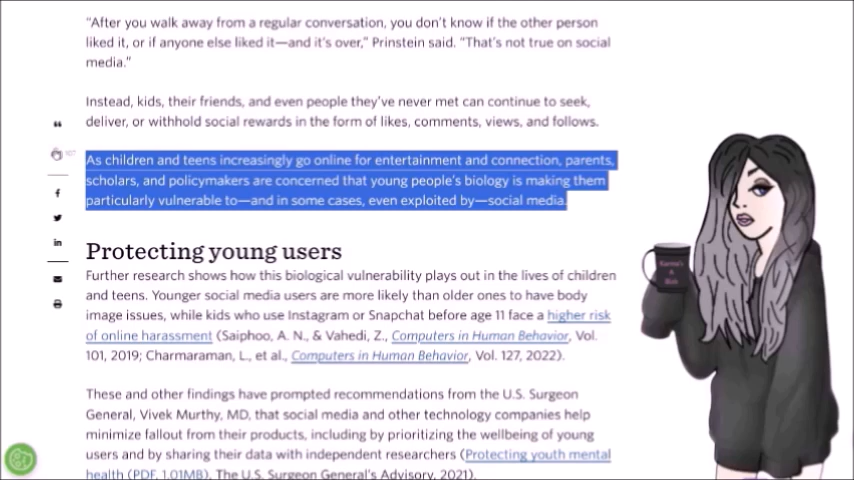 “After you walk away from a regular conversation, you don’t know if the other person
liked it, or if anyone else liked it—and it’s over,” Prinstein said. “That’s not true on social
media.”
Instead, kids, their friends, and even people they’ve never met can continue to seek,
deliver, or withhold social rewards in the form of likes, comments, views, and follows.
As children and teens increasingly go online for entertainment and connection, parents,
scholars, and policymakers are concerned that young people’s biology is making them
particularly vulnerable to—and in some cases, even exploited by—social media.
Protecting young users
Further research shows how this biological vulnerability plays out in the lives of children
and teens. Younger social media users are more likely than older ones to have body
image issues, while kids who use Instagram or Snapchat before age 11 face a higher risk
of online harassment (Saiphoo, A. N., & Vahedi, Z., Computers in Human Behavior, Vol.
101, 2019; Charmaraman, L., et al., Computers in Human Behavior, Vol. 127, 2022).
These and other findings have prompted recommendations from the U.S. Surgeon
General, Vivek Murthy, MD, that social media and other technology companies help
minimize fallout from their products, including by prioritizing the wellbeing of young
users and by sharing their data with independent researchers (Protecting youth mental
health (PDF, 1.01MB), The U.S. Surgeon General’s Advisory, 2021).
Karma's
A
Bish